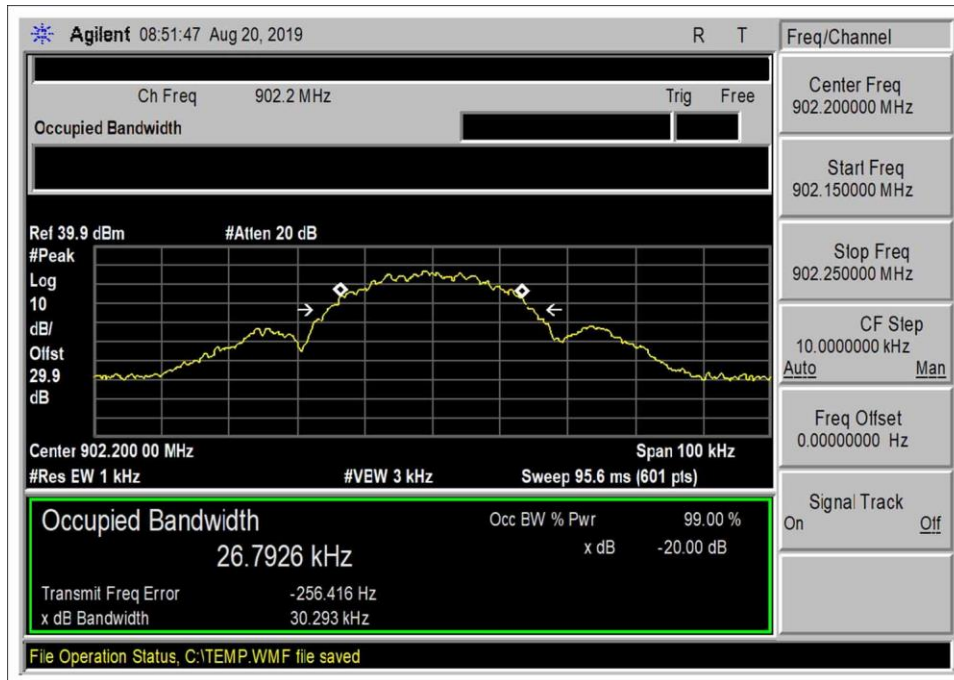 Agilent 08:51:47 Aug 20, 2019 R T
Freq/Channel
Ch Freq 902.2 MHz Trig Free
Occupied Bandwidth
Center Freq
902.200000 MHz
Start Freq
902.150000 MHz
Stop Freq
902.250000 MHz
CF Step
10.0000000 kHz
Auto Man
Freq Offset
0.00000000 Hz
Signal Track
On Off
Ref 39.9 dBm #Atten 20 dB
#Peak
Log
10
dB/
Offst
29.9
dB
Center 902.200 00 MHz Span 100 kHz
#Res EW 1 kHz #VBW 3 kHz Sweep 95.6 ms (601 pts)
Occupied Bandwidth Occ BW % Pwr 99.00 %
26.7926 kHz x dB -20.00 dB
Transmit Freq Error -256.416 Hz
x dB Bandwidth 30.293 kHz
File Operation Status, C:\TEMP.WMF file saved